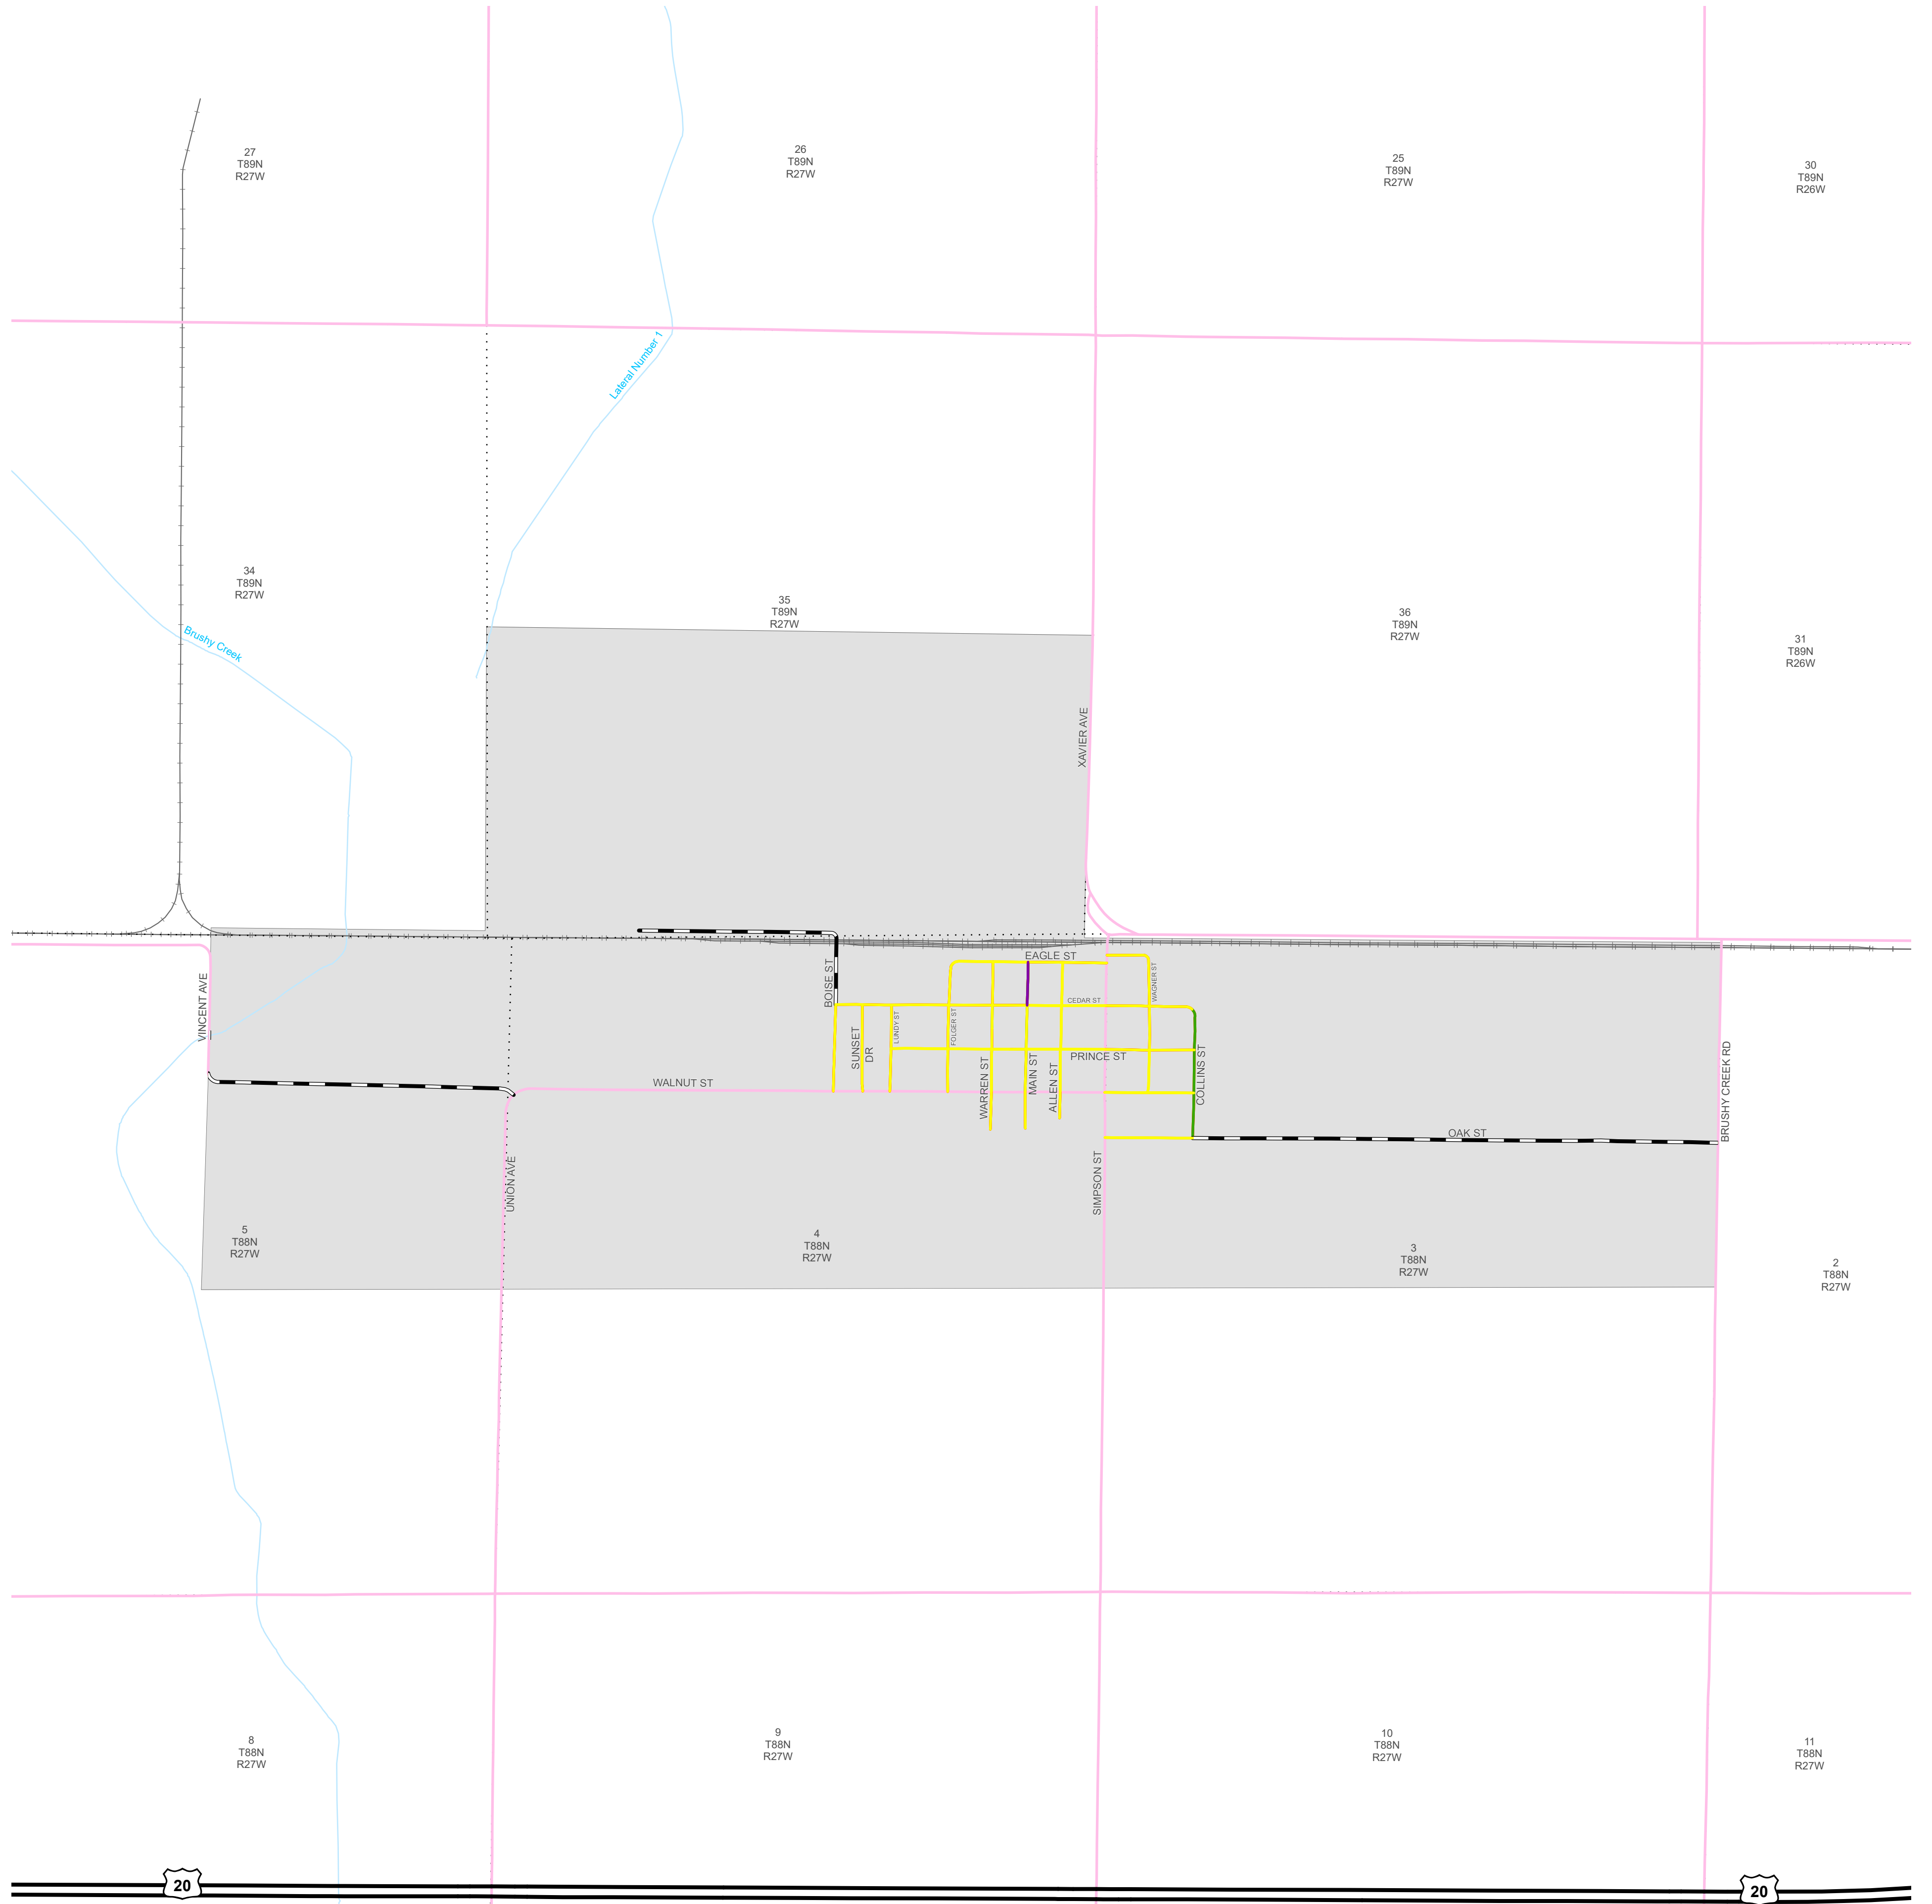 27
T89N
R27W
26
T89N
R27W
25
T89N
R27W
30
T89N
R26W
Lateral Number 1
34
T89N
R27W
Brushy Creek
35
T89N
R27W
36
T89N
R27W
31
T89N
R26W
XAVIER AVE
VINCENT AVE
BOISE ST
EAGLE ST
WAGNER ST
CEDAR ST
SUNSET
DR
LUNDY ST
FOLGER ST
PRINCE ST
WARREN ST
MAIN ST
ALLEN ST
COLLINS ST
BRUSHY CREEK RD
WALNUT ST
OAK ST
UNION AVE
SIMPSON ST
5
T88N
R27W
4
T88N
R27W
3
T88N
R27W
2
T88N
R27W
8
T88N
R27W
9
T88N
R27W
10
T88N
R27W
11
T88N
R27W
20
20